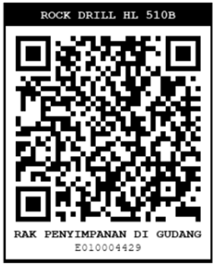 ROCK DRILL HL 510B
RAK PENYIMPANAN DI GUDANG
E010004429